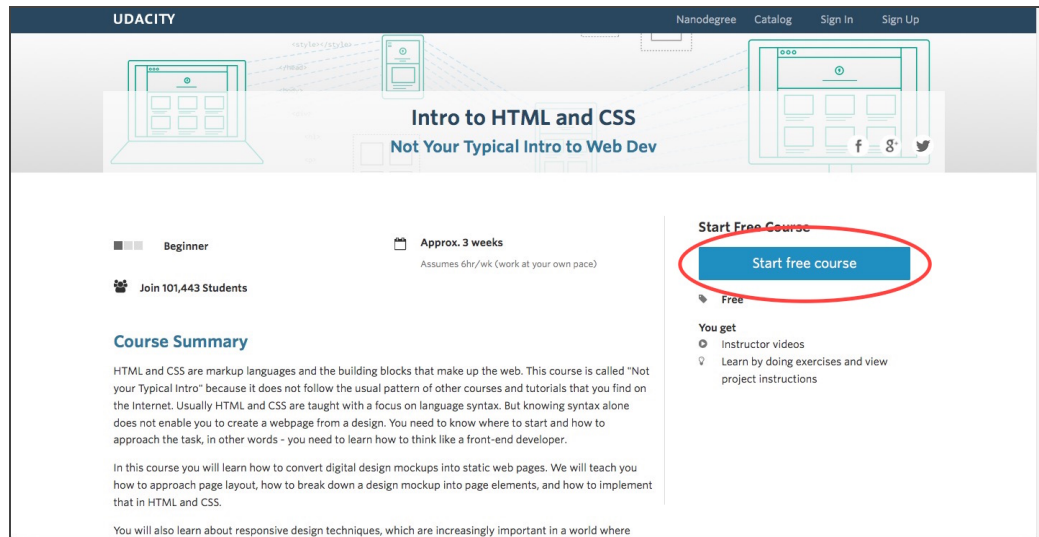 UDACITY
Nanodegree Catalog Sign In Sign Up
Intro to HTML and CSS
Not Your Typical Intro to Web Dev
Beginner
Approx. 3 weeks
Assumes 6hr/wk (work at your own pace)
Join 101,443 Students
Start Free Course
Start free course
Free
You get
Instructor videos
Learn by doing exercises and view
project instructions
Course Summary
HTML and CSS are markup languages and the building blocks that make up the web. This course is called "Not
your Typical Intro" because it does not follow the usual pattern of other courses and tutorials that you find on
the Internet. Usually HTML and CSS are taught with a focus on language syntax. But knowing syntax alone
does not enable you to create a webpage from a design. You need to know where to start and how to
approach the task, in other words - you need to learn how to think like a front-end developer.
In this course you will learn how to convert digital design mockups into static web pages. We will teach you
how to approach page layout, how to break down a design mockup into page elements, and how to implement
that in HTML and CSS.
You will also learn about responsive design techniques, which are increasingly important in a world where